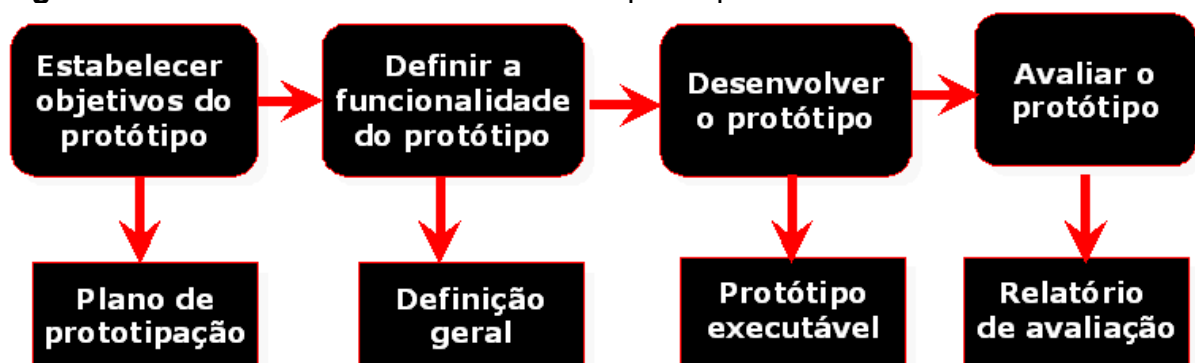 Estabelecer
objetivos do
protótipo
Definir a
funcionalidade
do protótipo
Desenvolver
o protótipo
Avaliar o
protótipo
Plano de
prototipação
Definição
geral
Protótipo
executável
Relatório
de avaliação